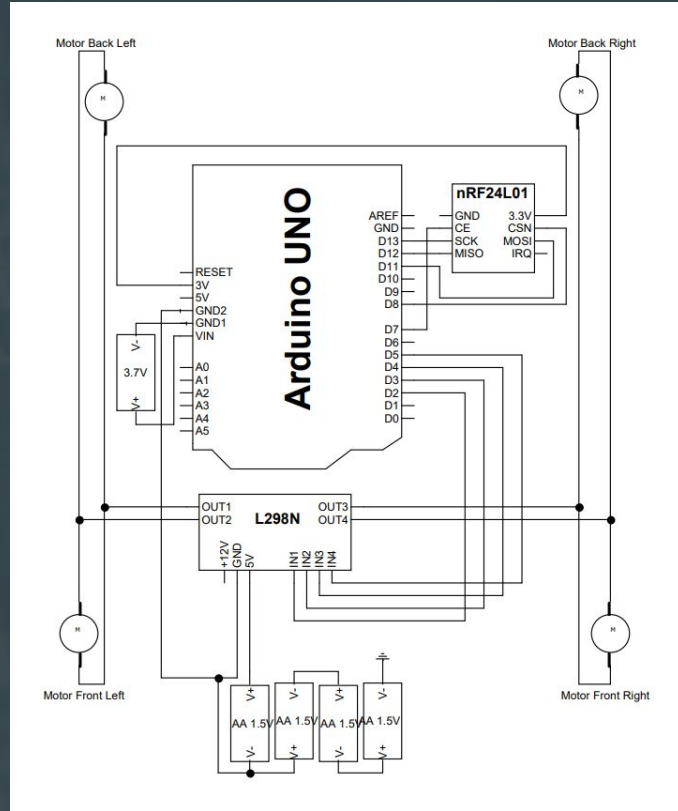 Motor Back Left
Motor Back Right
M
M
Arduino UNO
nRF24L01
GND
CE
SCK
MISO
3.3V
CSN
MOSI
IRQ
AREF
GND
D13
D12
D11
D10
D9
D8
D7
D6
D5
D4
D3
D2
D1
D0
RESET
3V
5V
GND2
GND1
VIN
A0
A1
A2
A3
A4
A5
V-
3.7V
V+
OUT1
OUT2
L298N
OUT3
OUT4
+12V
GND
5V
IN1
IN2
IN3
IN4
M
M
Motor Front Left
Motor Front Right
V+
AA 1.5V
V-
V-
AA 1.5V
V+
V+
AA 1.5V
V-
V-
AA 1.5V
V+